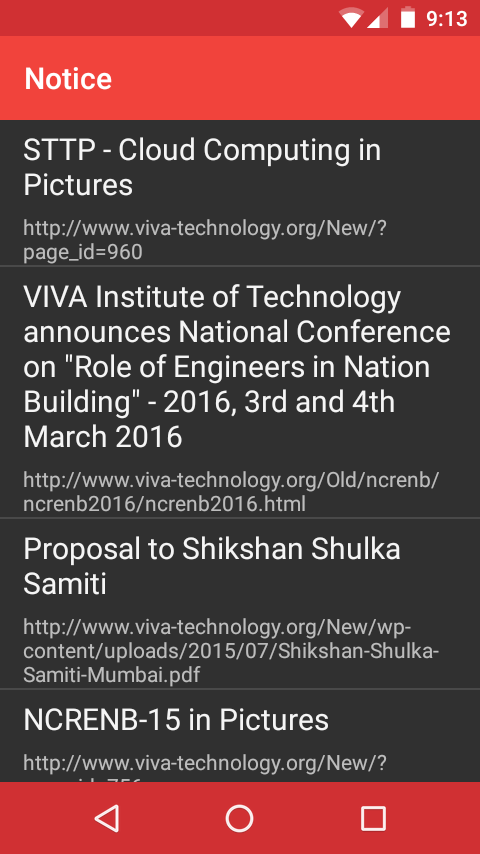 9:13
Notice
STTP - Cloud Computing in
Pictures
http://www.viva-technology.org/New/?
page_id=960
VIVA Institute of Technology
announces National Conference
on "Role of Engineers in Nation
Building" - 2016, 3rd and 4th
March 2016
http://www.viva-technology.org/Old/ncrenb/
ncrenb2016/ncrenb2016.html
Proposal to Shikshan Shulka
Samiti
http://www.viva-technology.org/New/wp-
content/uploads/2015/07/Shikshan-Shulka-
Samiti-Mumbai.pdf
NCRENB-15 in Pictures
http://www.viva-technology.org/New/?